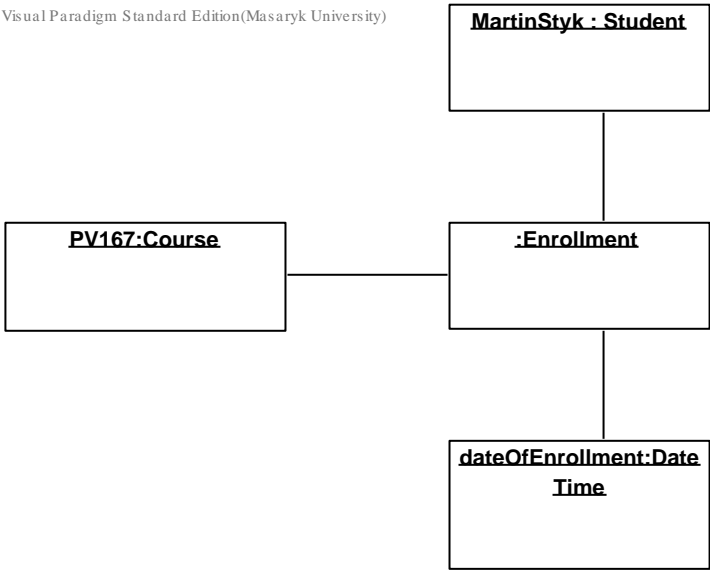 Visual Paradigm Standard Edition(Masaryk University)
MartinStyk : Student
PV167:Course
:Enrollment
dateOfEnrollment:Date
Time